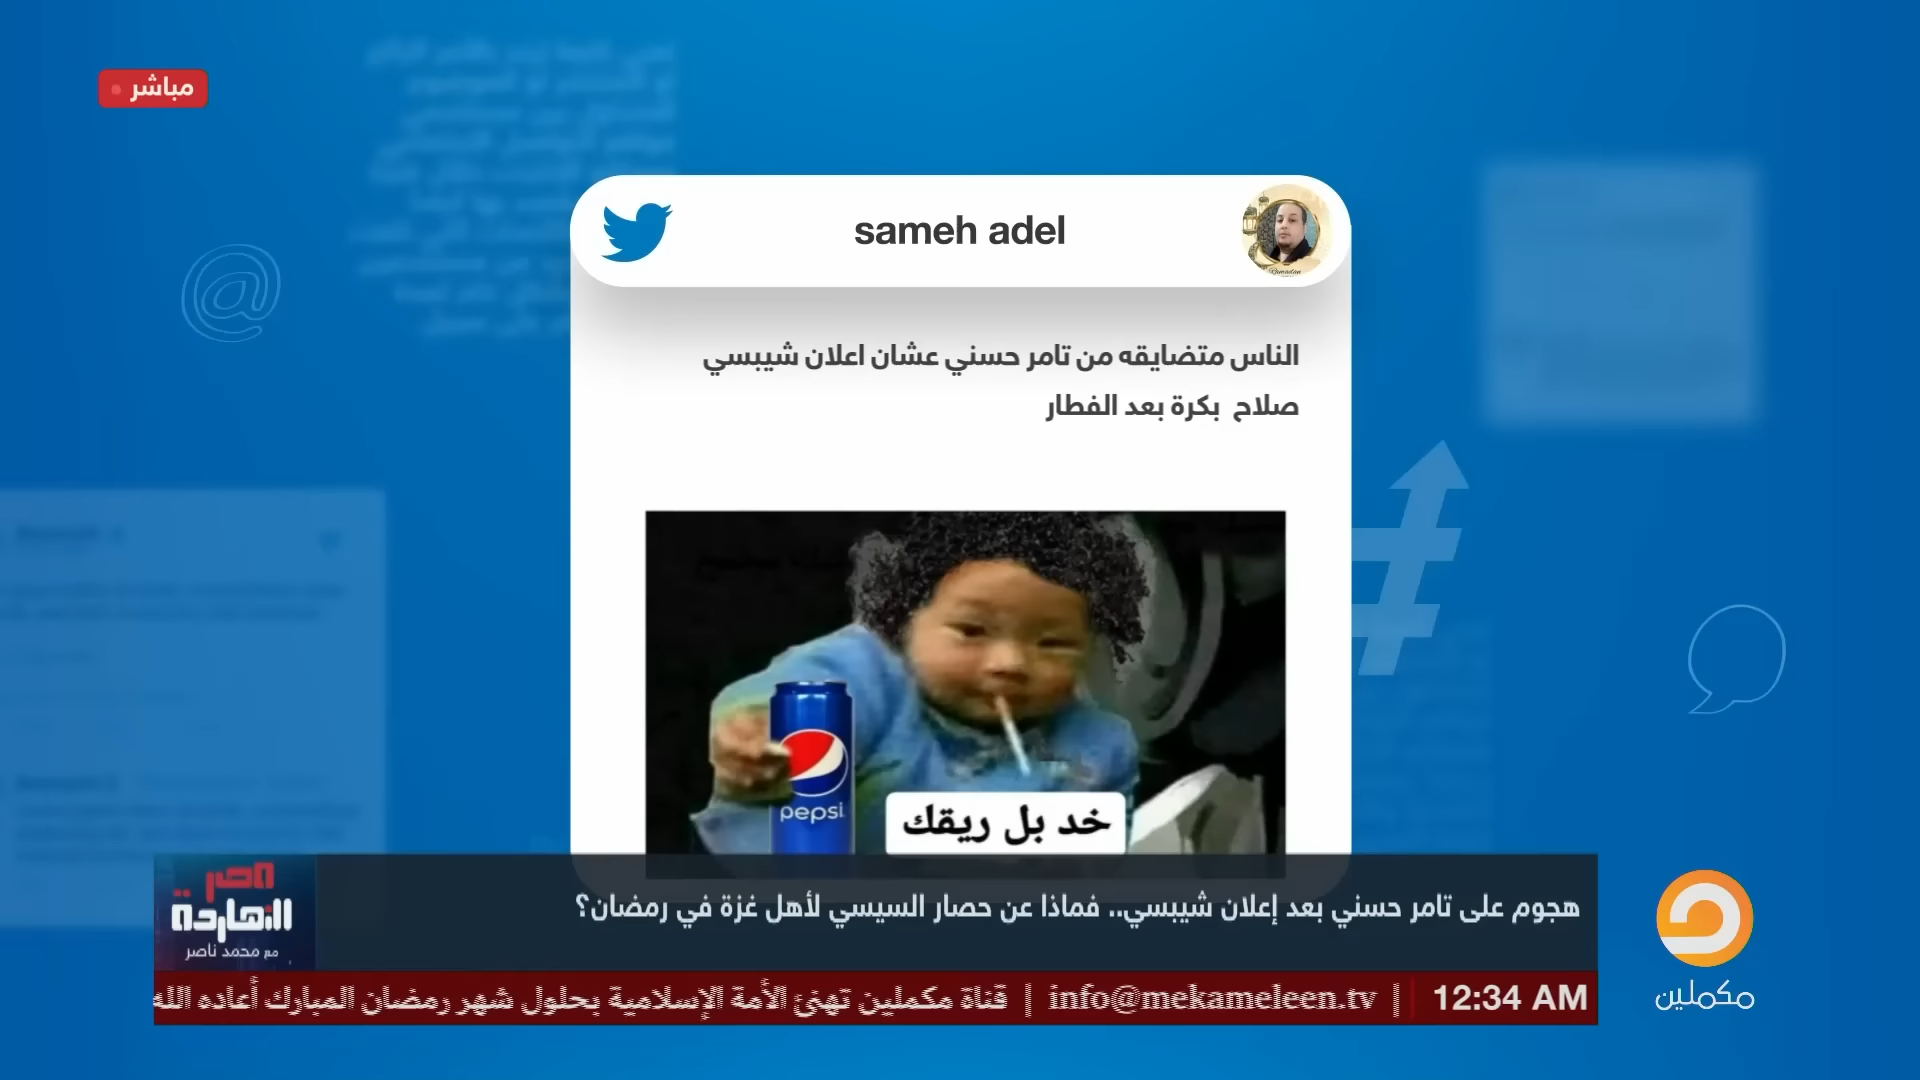 مباشر
sameh adel
Ramadan
الناس متضايقه من تامر حسني عشان اعلان شيبسي
صلاح بكرة بعد الفطار
pepsi
خد بل ريقك
هجوم على تامر حسني بعد إعلان شيبسي.. فماذا عن حصار السيسي لأهل غزة في رمضان؟
مصر
النهاردة
مع محمد ناصر
12:34 AM | info@mekameleen.tv | قناة مكملين تهنئ الأمة الإسلامية بحلول شهر رمضان المبارك أعاده الله
مكملين